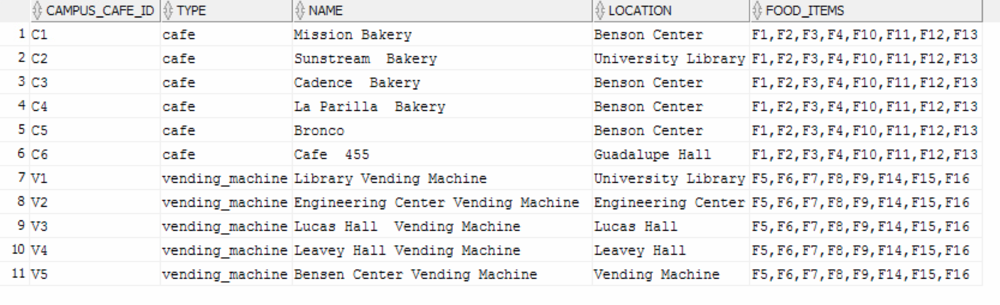 CAMPUS_CAFE_ID TYPE NAME LOCATION FOOD_ITEMS
1 C1 cafe Mission Bakery Benson Center F1,F2,F3,F4,F10,F11,F12,F13
2 C2 cafe Sunstream  Bakery University Library F1,F2,F3,F4,F10,F11,F12,F13
3 C3 cafe Cadence  Bakery Benson Center F1,F2,F3,F4,F10,F11,F12,F13
4 C4 cafe La Parilla  Bakery Benson Center F1,F2,F3,F4,F10,F11,F12,F13
5 C5 cafe Bronco Benson Center F1,F2,F3,F4,F10,F11,F12,F13
6 C6 cafe Cafe  455 Guadalupe Hall F1,F2,F3,F4,F10,F11,F12,F13
7 V1 vending_machine Library Vending Machine University Library F5,F6,F7,F8,F9,F14,F15,F16
8 V2 vending_machine Engineering Center Vending Machine Engineering Center F5,F6,F7,F8,F9,F14,F15,F16
9 V3 vending_machine Lucas Hall  Vending Machine Lucas Hall F5,F6,F7,F8,F9,F14,F15,F16
10 V4 vending_machine Leavey Hall Vending Machine Leavey Hall F5,F6,F7,F8,F9,F14,F15,F16
11 V5 vending_machine Bensen Center Vending Machine Vending Machine F5,F6,F7,F8,F9,F14,F15,F16